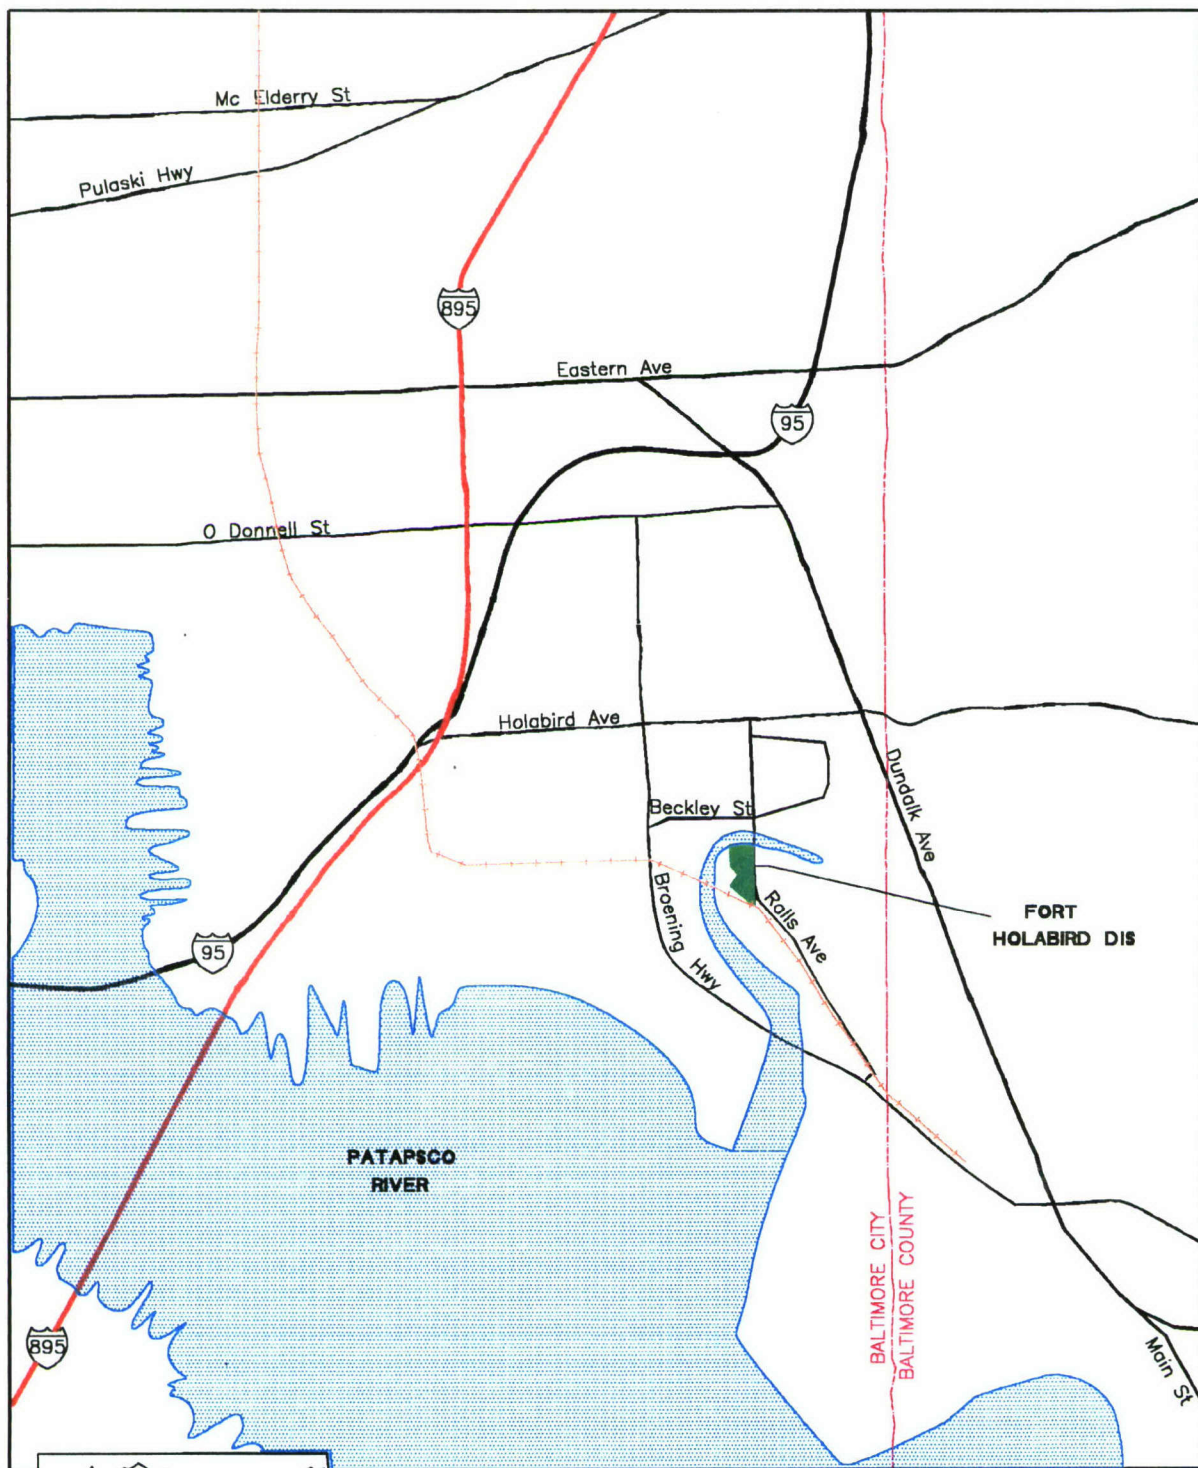 Mc Elderry St
Pulaski Hwy
895
Eastern Ave
95
O Donnell St
Holabird Ave
Dundalk Ave
Beckley St
Broening Hwy
Ralls Ave
FORT
HOLABIRD DIS
95
PATAPSCO
RIVER
BALTIMORE CITY
BALTIMORE COUNTY
895
Main St